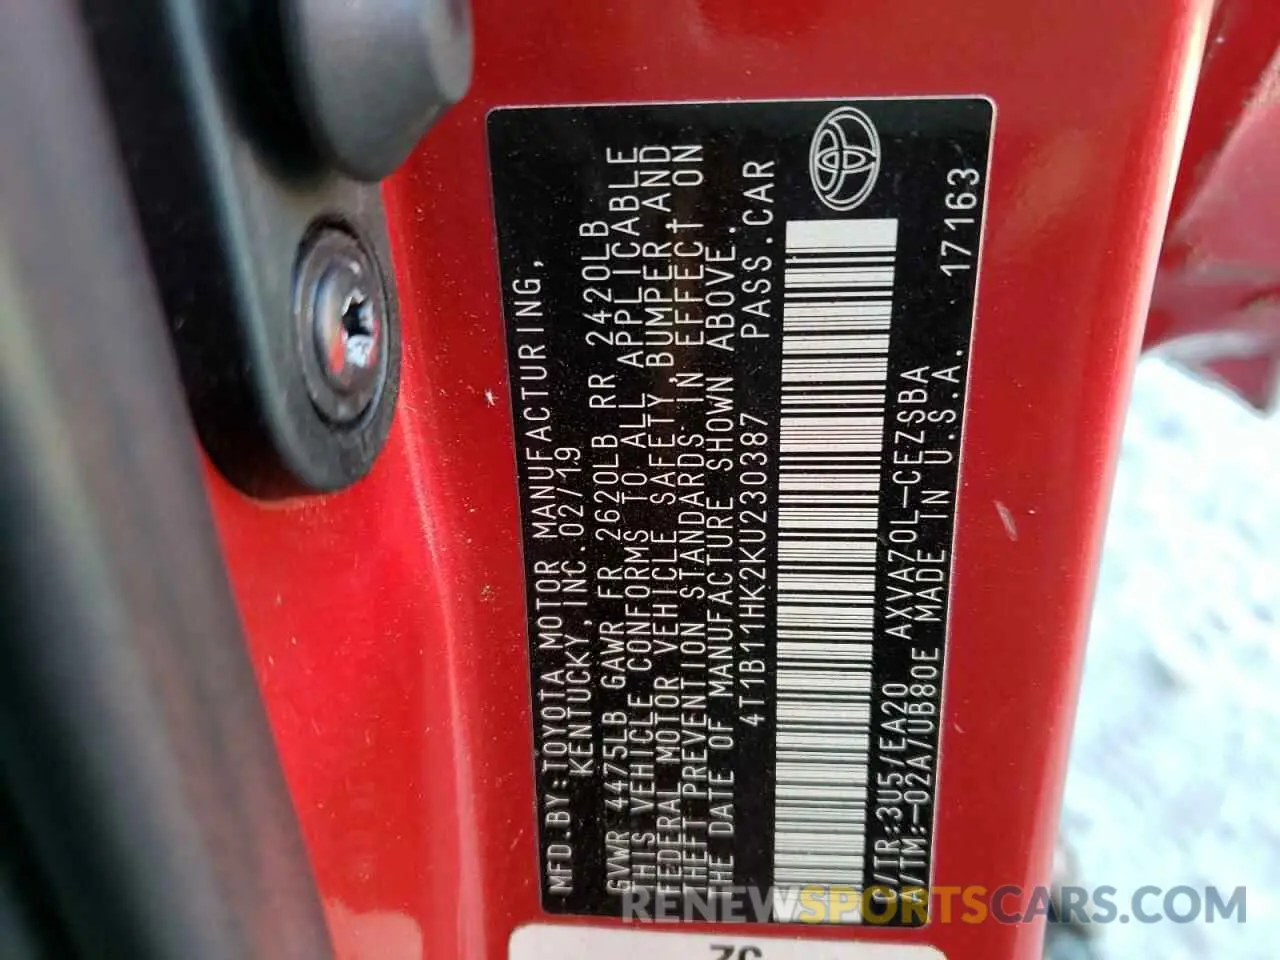 MFD.BY:TOYOTA MOTOR MANUFACTURING,
KENTUCKY,INC.02/19
GVWR 4475LB GAWR FR 2620LB RR 2420LB
THIS VEHICLE CONFORMS TO ALL APPLICABLE
FEDERAL MOTOR VEHICLE SAFETY, BUMPER, AND
THEFT PREVENTION STANDARDS IN EFFECT ON
THE DATE OF MANUFACTURE SHOWN ABOVE.
4T1B11HK2KU230387 PASS.CAR
C/TR:3U5/EA20 AXVA70L-CEZSBA
A/TM:-02A/UB80E MADE IN U.S.A. 17163
RENEWSPORTSCARS.COM